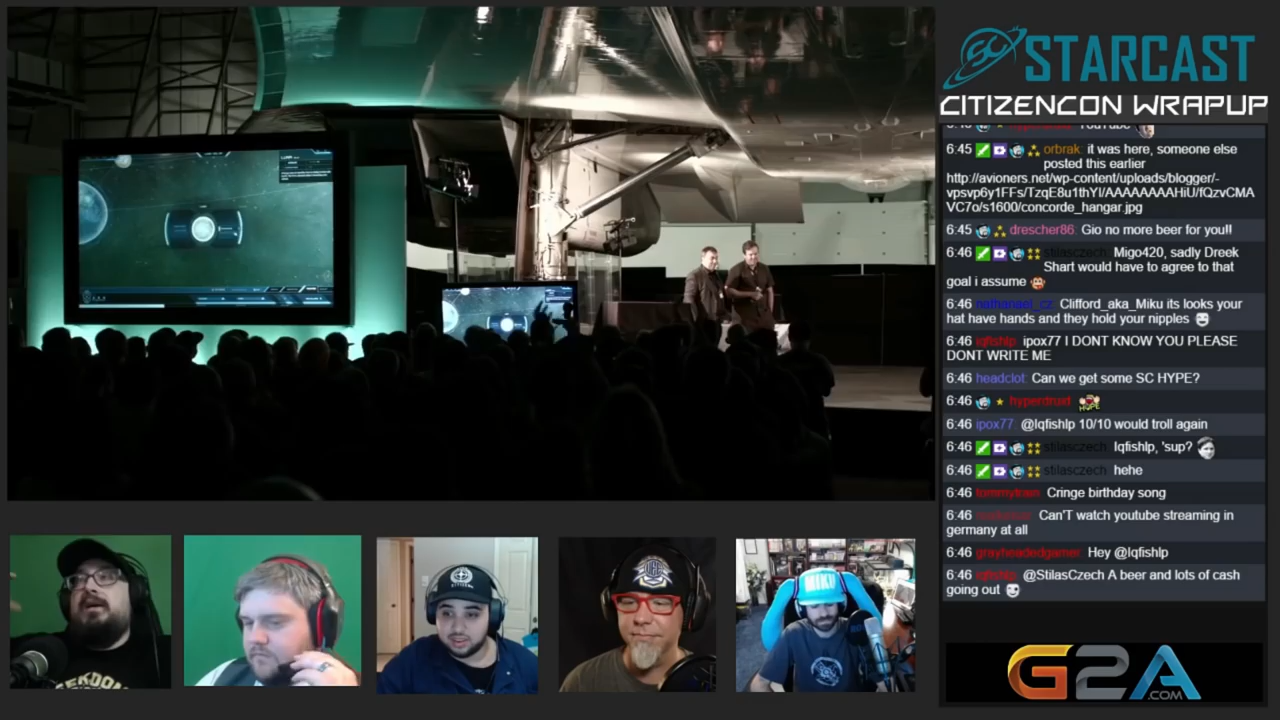 SC STARCAST
CITIZENCON WRAPUP
YouTube
6:45 orbrak: it was here, someone else
posted this earlier
http://avioners.net/wp-content/uploads/blogger/-
vpsvp6y1FFs/TzqE8u1thYI/AAAAAAAAHiU/fQzvCMA
VC7o/s1600/concorde_hangar.jpg
6:45 drescher86: Gio no more beer for you!!
6:46 stilasczech: Migo420, sadly Dreek
Shart would have to agree to that
goal i assume
6:46 nathanael_cz: Clifford_aka_Miku its looks your
hat have hands and they hold your nipples
6:46 lqfishlp: ipox77 I DONT KNOW YOU PLEASE
DONT WRITE ME
6:46 headclot: Can we get some SC HYPE?
6:46 hypentrust HYPE
6:46 ipox77: @lqfishlp 10/10 would troll again
6:46 stilasczech: lqfishlp, 'sup?
6:46 stilasczech: hehe
6:46 tommytrain: Cringe birthday song
6:46 Can'T watch youtube streaming in
germany at all
6:46 grayheadedgamer: Hey @lqfishlp
6:46 lqfishlp: @StilasCzech A beer and lots of cash
going out
CITIZEN
MIKU
G2A
.COM